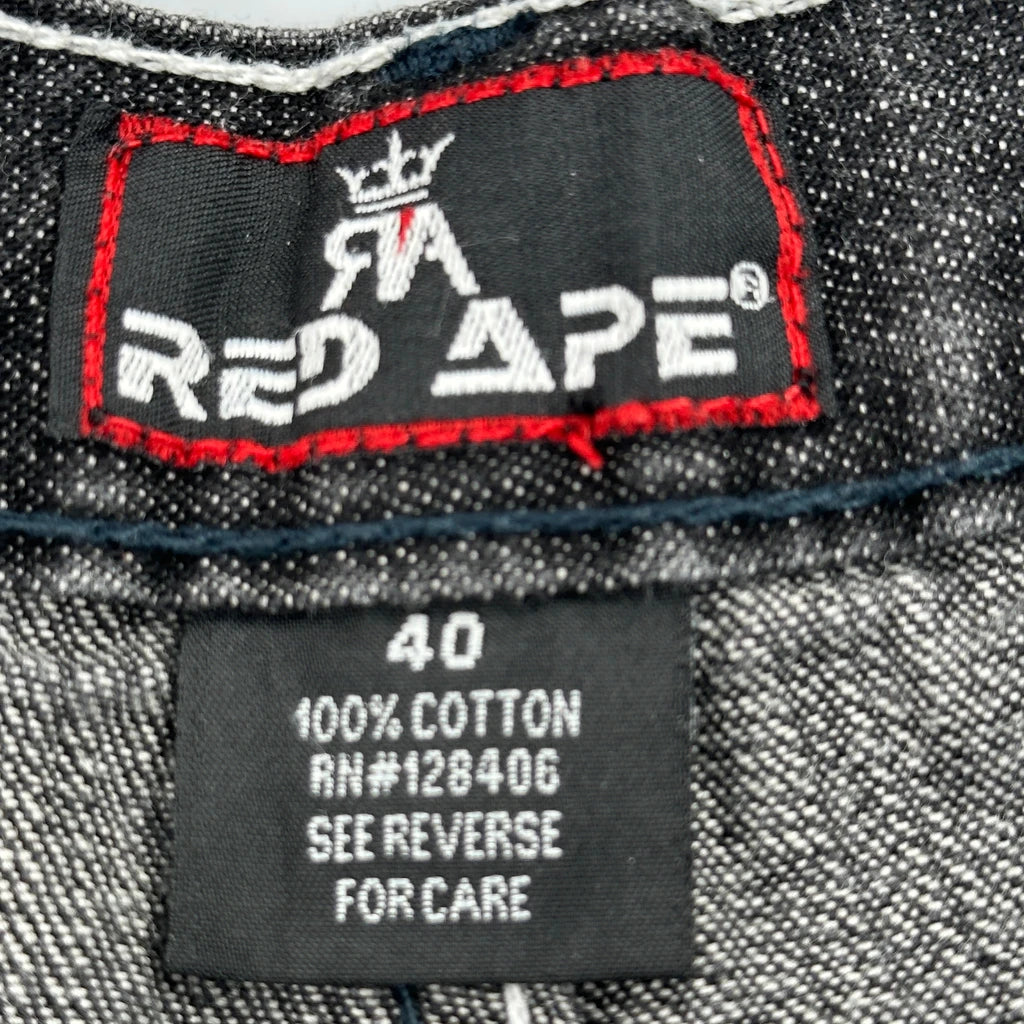 RA
RED APE®
40
100% COTTON
RN#128406
SEE REVERSE
FOR CARE